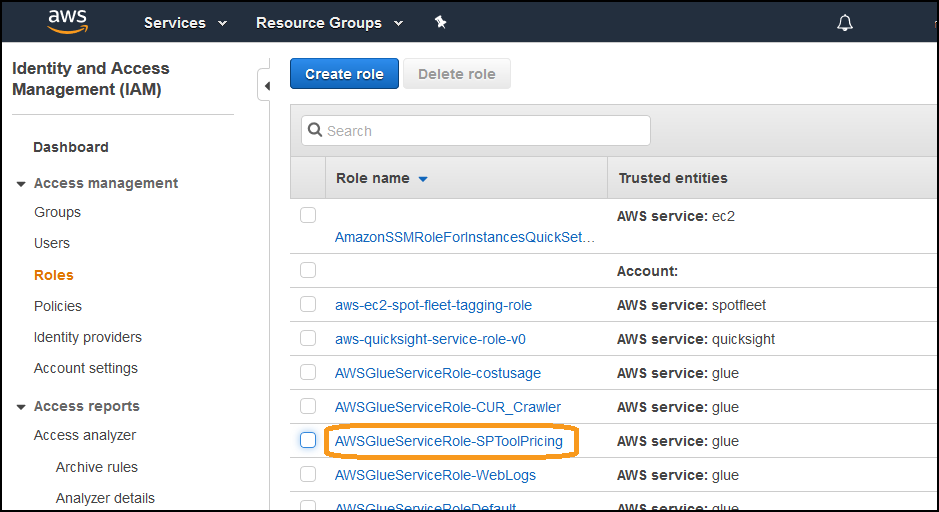 aws
Services
Resource Groups
Identity and Access
Management (IAM)
Dashboard
Access management
Groups
Users
Roles
Policies
Identity providers
Account settings
Access reports
Access analyzer
Archive rules
Analyzer details
Create role
Delete role
Search
Role name
Trusted entities
AWS service: ec2
AmazonSSMRoleForInstancesQuickSet...
Account:
aws-ec2-spot-fleet-tagging-role
AWS service: spotfleet
aws-quicksight-service-role-v0
AWS service: quicksight
AWSGlueServiceRole-costusage
AWS service: glue
AWSGlueServiceRole-CUR_Crawler
AWS service: glue
AWSGlueServiceRole-SPToolPricing
AWS service: glue
AWSGlueServiceRole-WebLogs
AWS service: glue
AWSGlueServiceRoleDefault
AWS service: glue